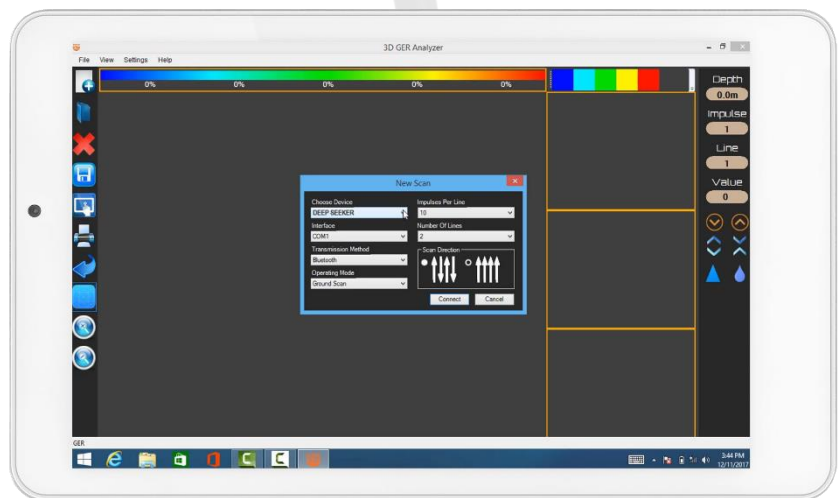 3D GER Analyzer
File View Settings Help
0% 0% 0% 0% 0%
Depth
0.0m
Impulse
1
Line
1
Value
0
New Scan
Choose Device
DEEP SEEKER
Interface
COM1
Transmission Method
Bluetooth
Operating Mode
Ground Scan
Impulses Per Line
10
Number Of Lines
2
Scan Direction
Connect Cancel
GER
3:44 PM
12/11/2017